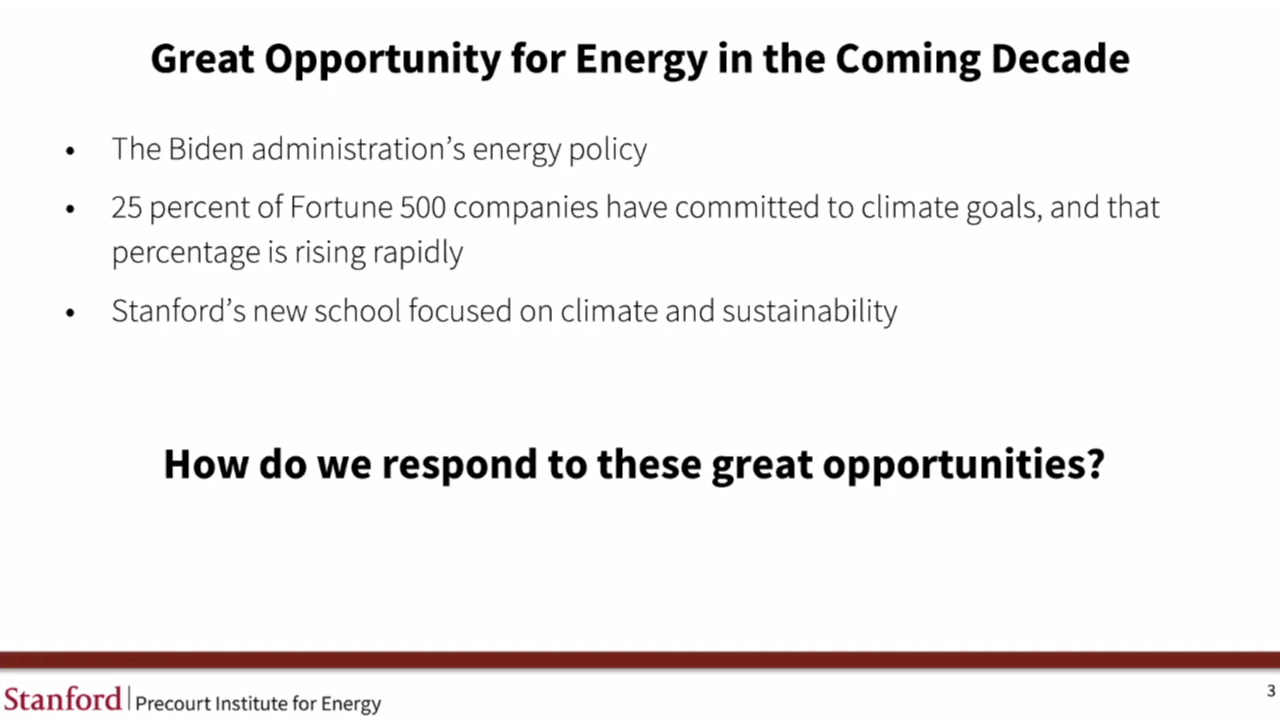 Great Opportunity for Energy in the Coming Decade
• The Biden administration’s energy policy
• 25 percent of Fortune 500 companies have committed to climate goals, and that
percentage is rising rapidly
• Stanford’s new school focused on climate and sustainability
How do we respond to these great opportunities?
Stanford | Precourt Institute for Energy
3